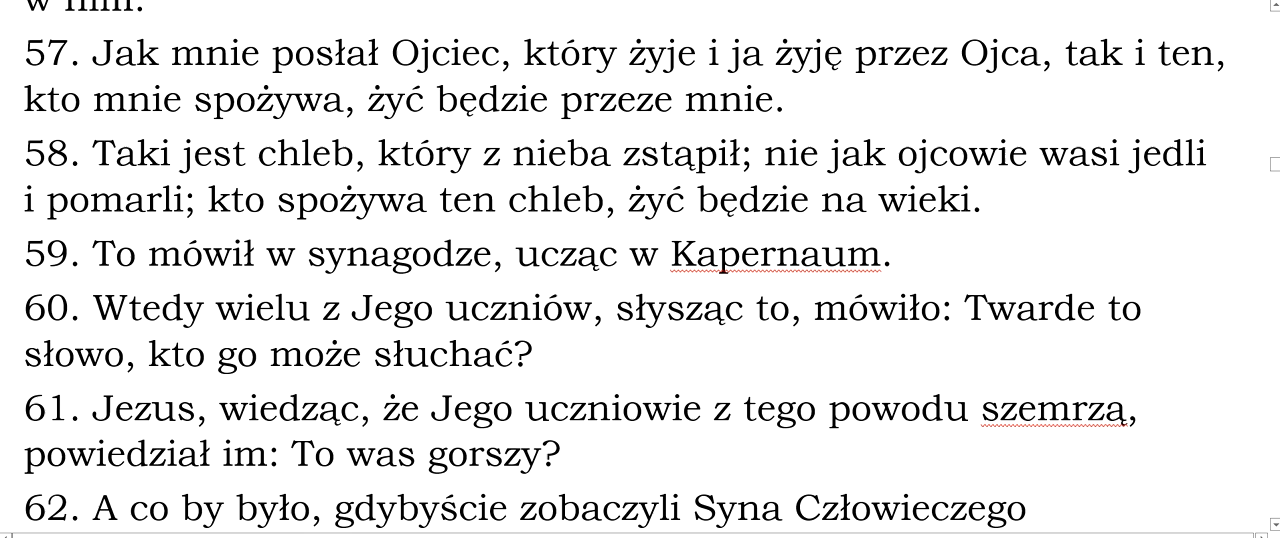 w nim.
57. Jak mnie posłał Ojciec, który żyje i ja żyję przez Ojca, tak i ten,
kto mnie spożywa, żyć będzie przeze mnie.
58. Taki jest chleb, który z nieba zstąpił; nie jak ojcowie wasi jedli
i pomarli; kto spożywa ten chleb, żyć będzie na wieki.
59. To mówił w synagodze, ucząc w Kapernaum.
60. Wtedy wielu z Jego uczniów, słysząc to, mówiło: Twarde to
słowo, kto go może słuchać?
61. Jezus, wiedząc, że Jego uczniowie z tego powodu szemrzą,
powiedział im: To was gorszy?
62. A co by było, gdybyście zobaczyli Syna Człowieczego